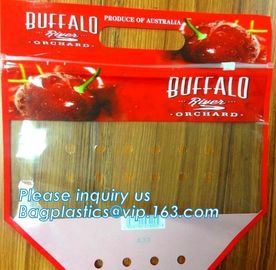 PRODUCE OF AUSTRALIA
BUFFALO
River
ORCHARD
BUFFALO
River
ORCHARD
Please inquiry us
Bagplastics@vip.163.com